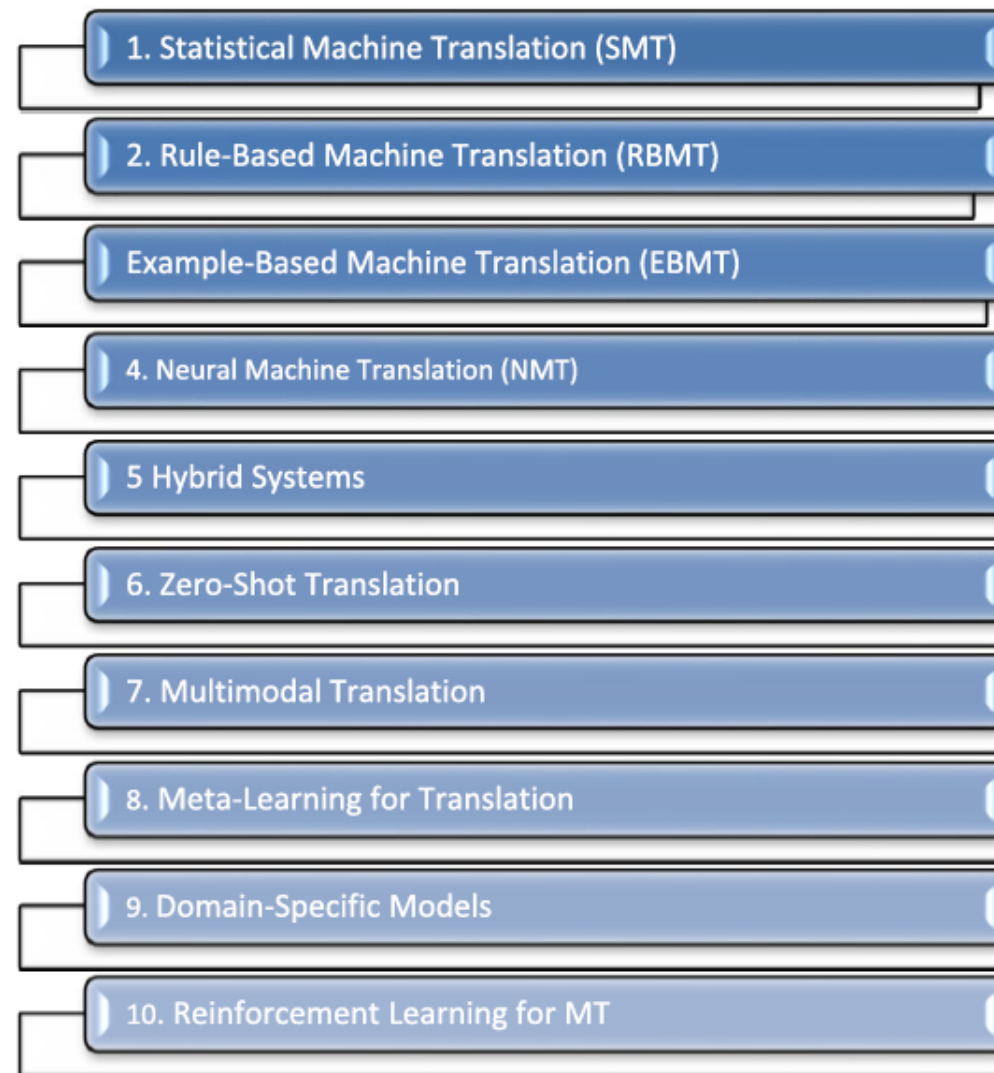 1. Statistical Machine Translation (SMT)
2. Rule-Based Machine Translation (RBMT)
Example-Based Machine Translation (EBMT)
4. Neural Machine Translation (NMT)
5 Hybrid Systems
6. Zero-Shot Translation
7. Multimodal Translation
8. Meta-Learning for Translation
9. Domain-Specific Models
10. Reinforcement Learning for MT